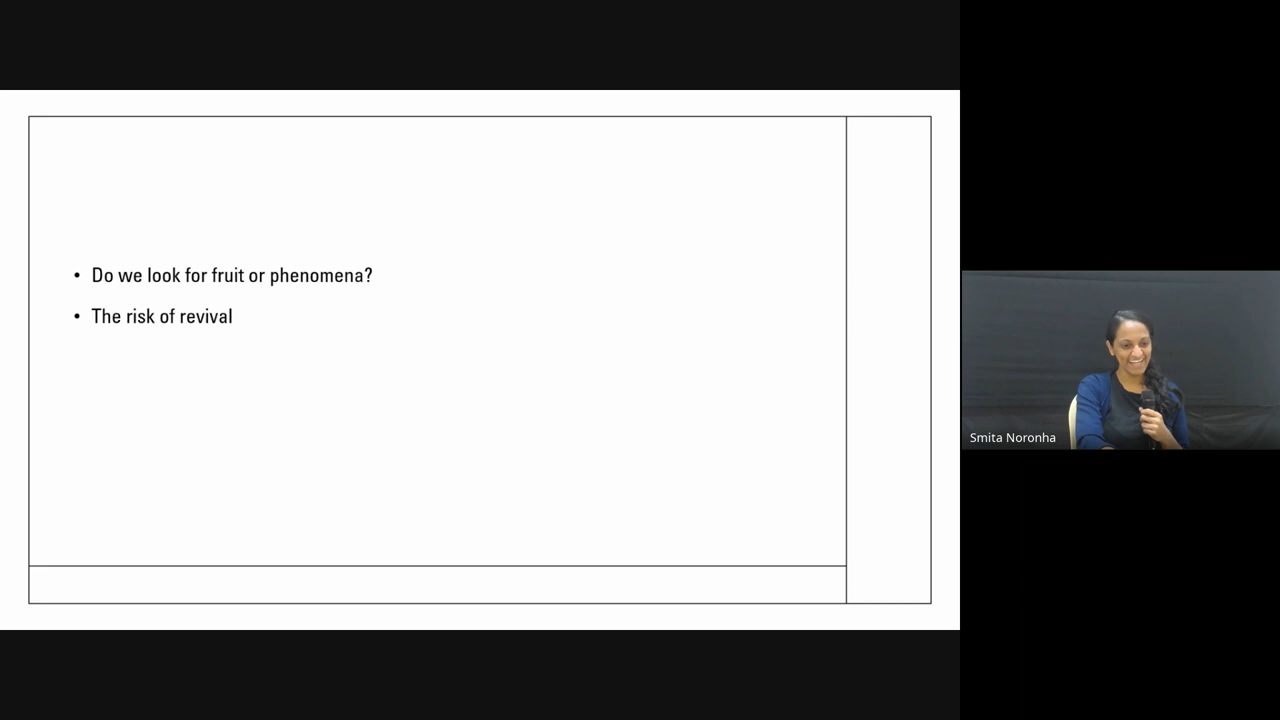 • Do we look for fruit or phenomena?
• The risk of revival
Smita Noronha